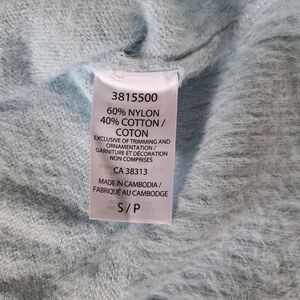 3815500
60% NYLON
40% COTTON /
COTON
EXCLUSIVE OF TRIMMING AND
ORNAMENTATION /
GARNITURE ET DÉCORATION
NON COMPRISES
CA 38313
MADE IN CAMBODIA /
FABRIQUÉ AU CAMBODGE
S / P